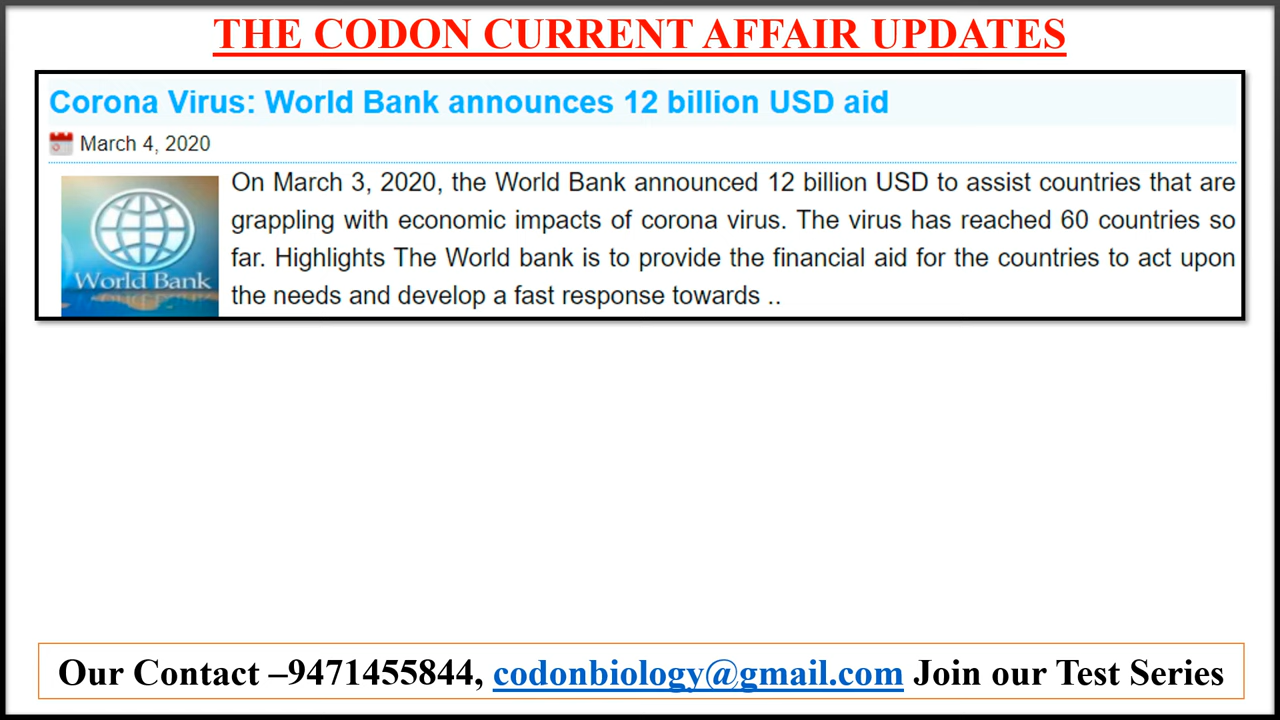 THE CODON CURRENT AFFAIR UPDATES
Corona Virus: World Bank announces 12 billion USD aid
March 4, 2020
On March 3, 2020, the World Bank announced 12 billion USD to assist countries that are
grappling with economic impacts of corona virus. The virus has reached 60 countries so
far. Highlights The World bank is to provide the financial aid for the countries to act upon
the needs and develop a fast response towards ..
World Bank
Our Contact –9471455844, codonbiology@gmail.com Join our Test Series